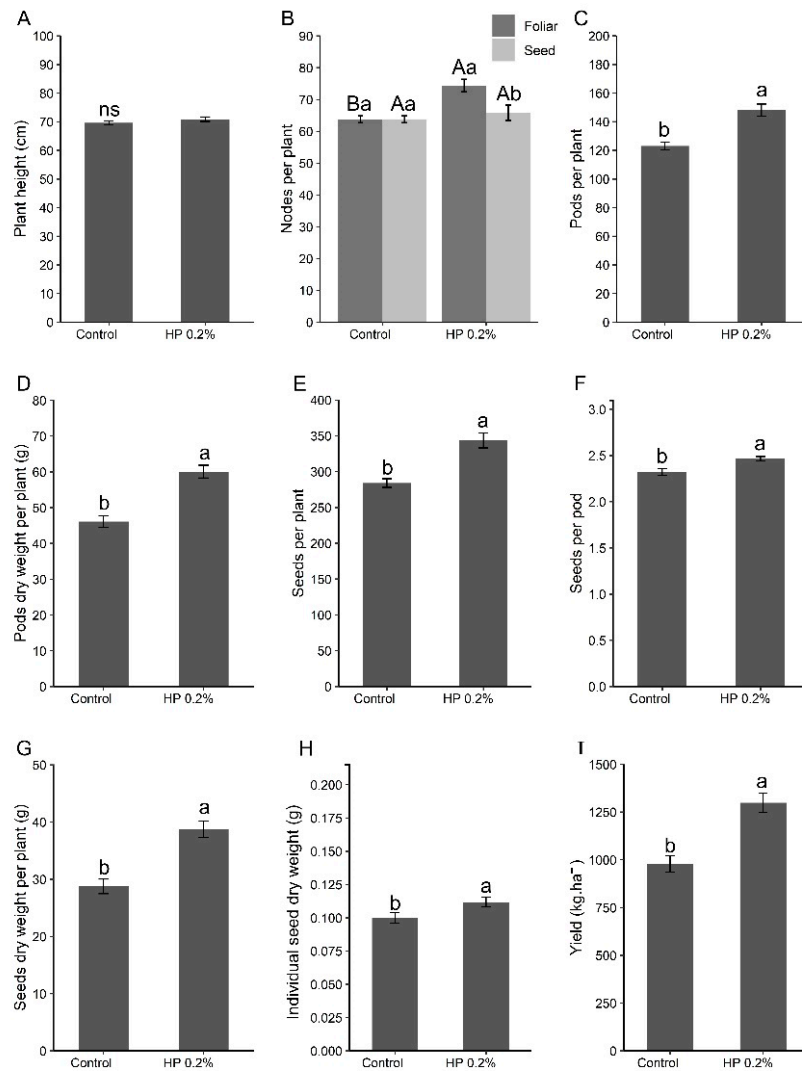 A
Plant height (cm)
100
90
80
70
60
50
40
30
20
10
0
ns
Control
HP 0.2%
B
Foliar
Seed
Nodes per plant
90
80
70
60
50
40
30
20
10
0
Ba
Aa
Aa
Ab
Control
HP 0.2%
C
Pods per plant
200
180
160
140
120
100
80
60
40
20
0
b
a
Control
HP 0.2%
D
Pods dry weight per plant (g)
80
70
60
50
40
30
20
10
0
b
a
Control
HP 0.2%
E
Seeds per plant
400
350
300
250
200
150
100
50
0
b
a
Control
HP 0.2%
F
Seeds per pod
3.0
2.5
2.0
1.5
1.0
0.5
0.0
b
a
Control
HP 0.2%
G
Seeds dry weight per plant (g)
50
40
30
20
10
0
b
a
Control
HP 0.2%
H
Individual seed dry weight (g)
0.200
0.175
0.150
0.125
0.100
0.075
0.050
0.025
0.000
b
a
Control
HP 0.2%
I
Yield (kg.ha⁻)
1500
1250
1000
750
500
250
0
b
a
Control
HP 0.2%